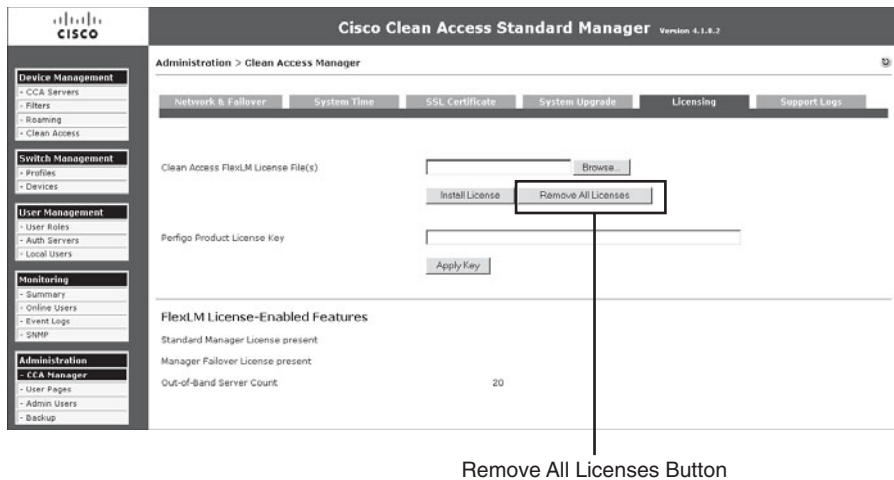 CISCO
Cisco Clean Access Standard Manager Version 4.1.0.2
Administration > Clean Access Manager
Device Management
- CCA Servers
- Filters
- Roaming
- Clean Access
Switch Management
- Profiles
- Devices
User Management
- User Roles
- Auth Servers
- Local Users
Monitoring
- Summary
- Online Users
- Event Logs
- SNMP
Administration
- CCA Manager
- User Pages
- Admin Users
- Backup
Network & Failover System Time SSL Certificate System Upgrade Licensing Support Logs
Clean Access FlexLM License File(s) Browse...
Install License Remove All Licenses
Perfigo Product License Key
Apply Key
FlexLM License-Enabled Features
Standard Manager License present
Manager Failover License present
Out-of-Band Server Count 20
Remove All Licenses Button